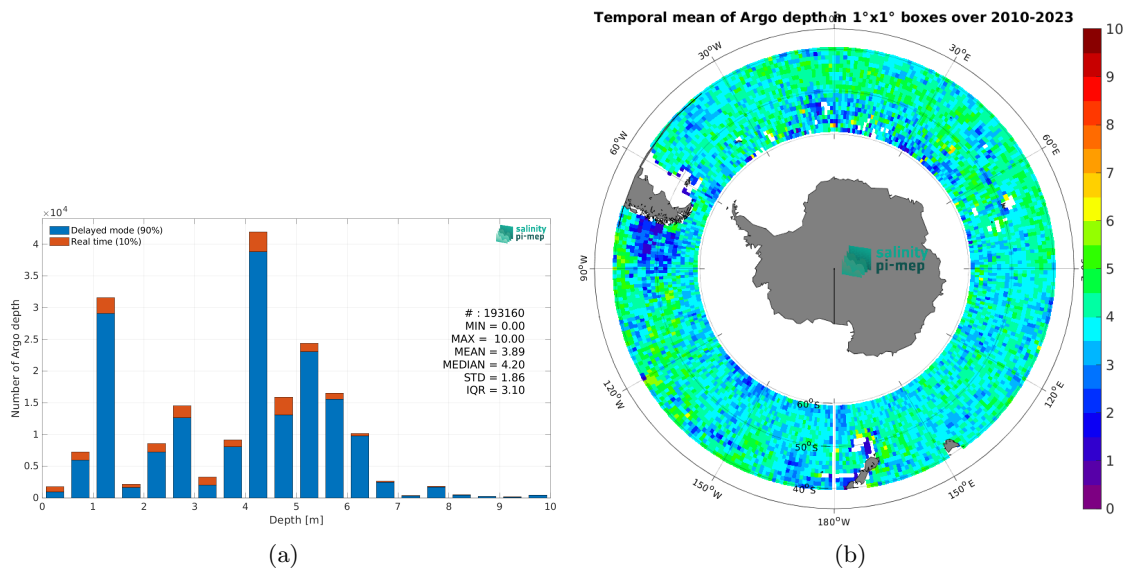 ×10⁴
4
3.5
3
2.5
2
1.5
1
0.5
0
Number of Argo depth
Delayed mode (90%)
Real time (10%)
salinity
pi-mep
# : 193160
MIN = 0.00
MAX = 10.00
MEAN = 3.89
MEDIAN = 4.20
STD = 1.86
IQR = 3.10
0 1 2 3 4 5 6 7 8 9 10
Depth [m]
(a)
Temporal mean of Argo depth in 1°x1° boxes over 2010-2023
30°W
30°E
60°W
60°E
90°W
120°W
120°E
150°W
150°E
180°W
60°S
50°S
40°S
salinity
pi-mep
10
9
8
7
6
5
4
3
2
1
0
(b)